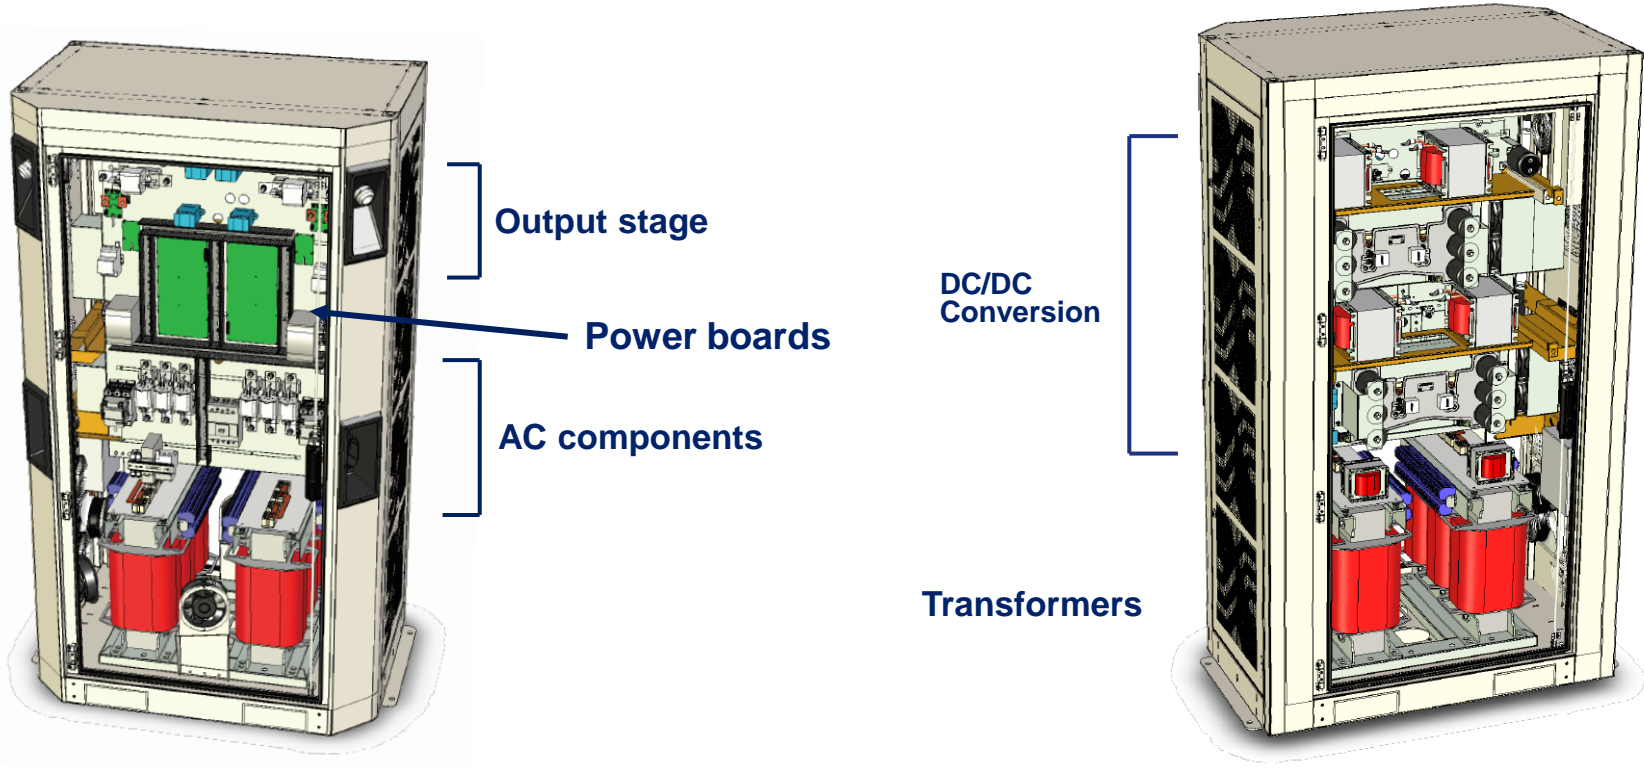 Output stage
Power boards
AC components
DC/DC
Conversion
Transformers